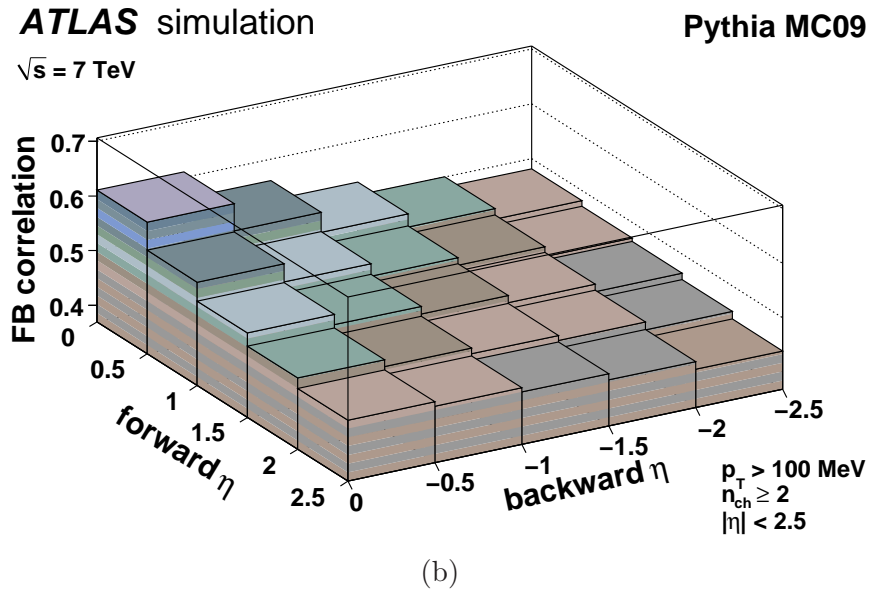 ATLAS simulation
Pythia MC09
√s = 7 TeV
FB correlation
0.7
0.6
0.5
0.4
0
0.5
1
1.5
2
2.5
forward η
0
−0.5
−1
−1.5
−2
−2.5
backward η
p_T > 100 MeV
n_ch ≥ 2
|η| < 2.5
(b)